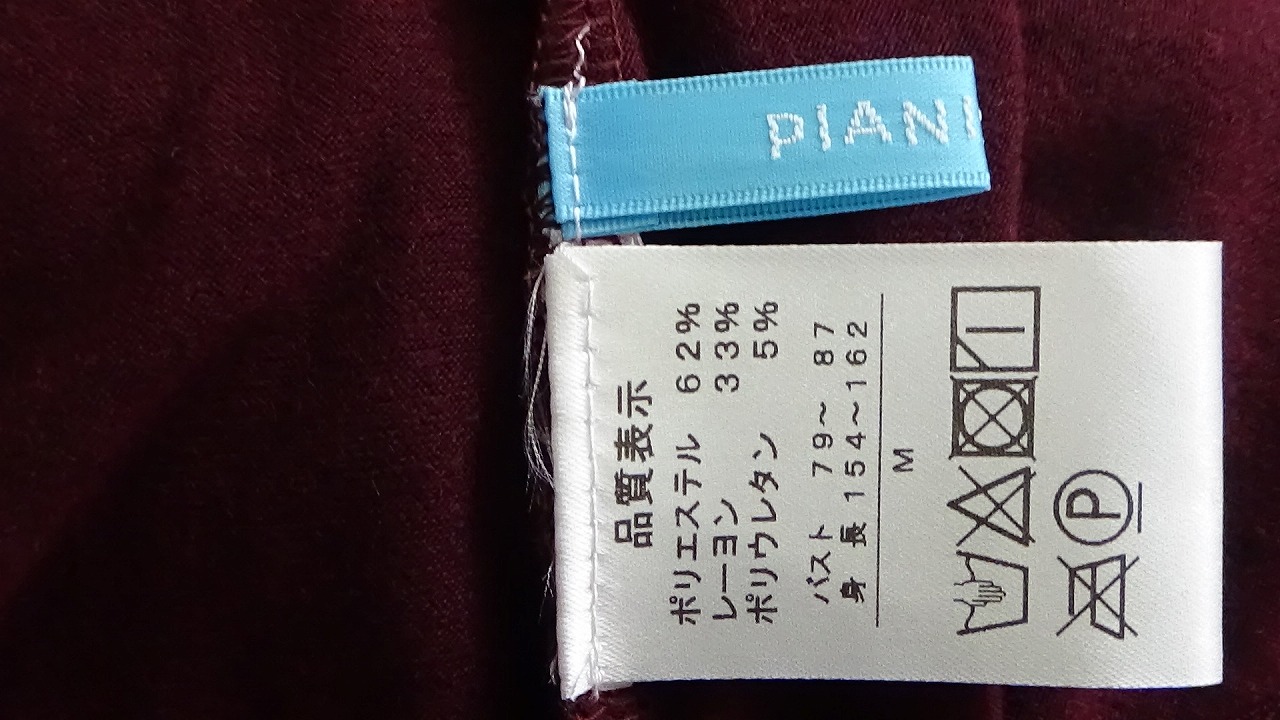 PIAN
品質表示
ポリエステル 62%
レーヨン 33%
ポリウレタン 5%
バスト 79〜 87
身長 154〜162
M
P